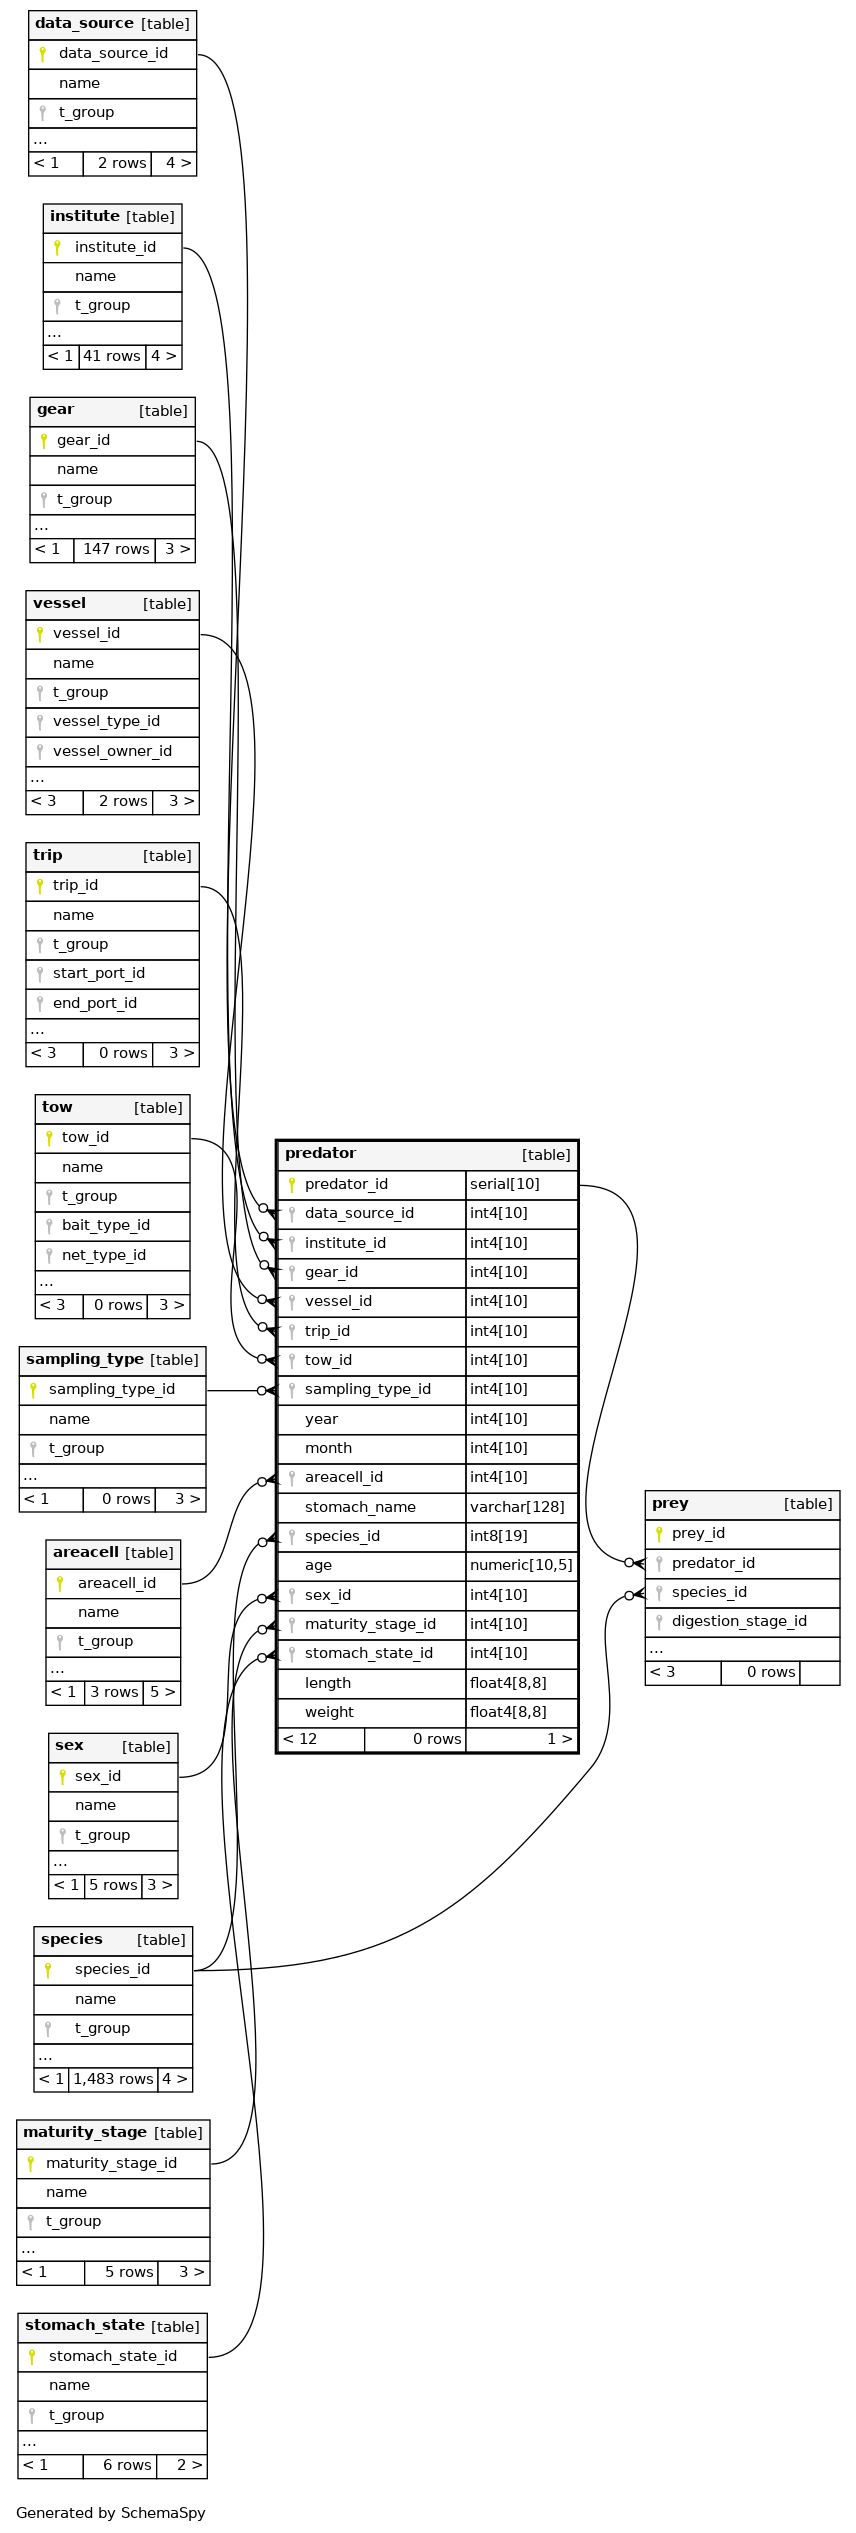 data_source [table]
data_source_id
name
t_group
...
< 1 2 rows 4 >
institute [table]
institute_id
name
t_group
...
< 1 41 rows 4 >
gear [table]
gear_id
name
t_group
...
< 1 147 rows 3 >
vessel [table]
vessel_id
name
t_group
vessel_type_id
vessel_owner_id
...
< 3 2 rows 3 >
trip [table]
trip_id
name
t_group
start_port_id
end_port_id
...
< 3 0 rows 3 >
tow [table]
tow_id
name
t_group
bait_type_id
net_type_id
...
< 3 0 rows 3 >
sampling_type [table]
sampling_type_id
name
t_group
...
< 1 0 rows 3 >
areacell [table]
areacell_id
name
t_group
...
< 1 3 rows 5 >
sex [table]
sex_id
name
t_group
...
< 1 5 rows 3 >
species [table]
species_id
name
t_group
...
< 1 1,483 rows 4 >
maturity_stage [table]
maturity_stage_id
name
t_group
...
< 1 5 rows 3 >
stomach_state [table]
stomach_state_id
name
t_group
...
< 1 6 rows 2 >
predator [table]
predator_id serial[10]
data_source_id int4[10]
institute_id int4[10]
gear_id int4[10]
vessel_id int4[10]
trip_id int4[10]
tow_id int4[10]
sampling_type_id int4[10]
year int4[10]
month int4[10]
areacell_id int4[10]
stomach_name varchar[128]
species_id int8[19]
age numeric[10,5]
sex_id int4[10]
maturity_stage_id int4[10]
stomach_state_id int4[10]
length float4[8,8]
weight float4[8,8]
< 12 0 rows 1 >
prey [table]
prey_id
predator_id
species_id
digestion_stage_id
...
< 3 0 rows
Generated by SchemaSpy